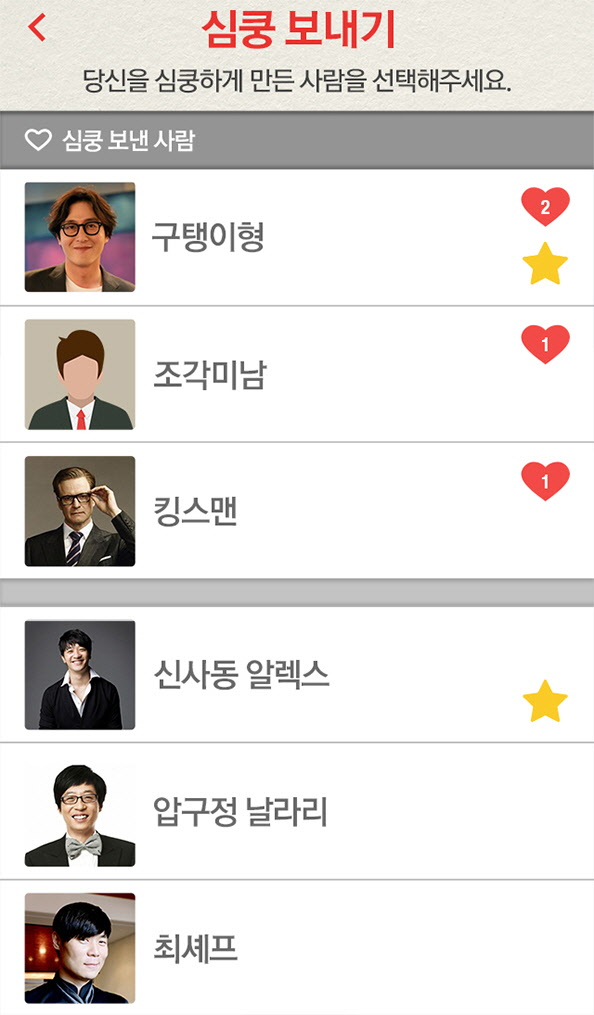 심쿵 보내기
당신을 심쿵하게 만든 사람을 선택해주세요.
심쿵 보낸 사람
구탱이형
2
조각미남
1
킹스맨
1
신사동 알렉스
압구정 날라리
최셰프